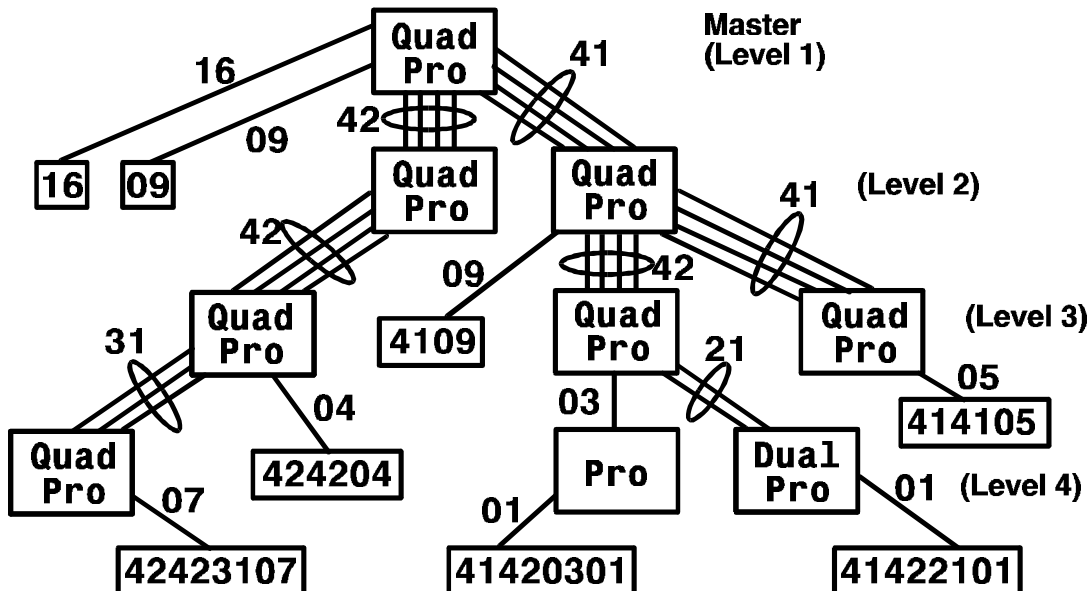 Master
(Level 1)
Quad
Pro
16
41
42
09
16
09
Quad
Pro
Quad
Pro
(Level 2)
41
42
09
42
Quad
Pro
4109
Quad
Pro
Quad
Pro
(Level 3)
31
21
05
04
03
414105
Quad
Pro
424204
Pro
Dual
Pro
(Level 4)
07
01
01
42423107
41420301
41422101